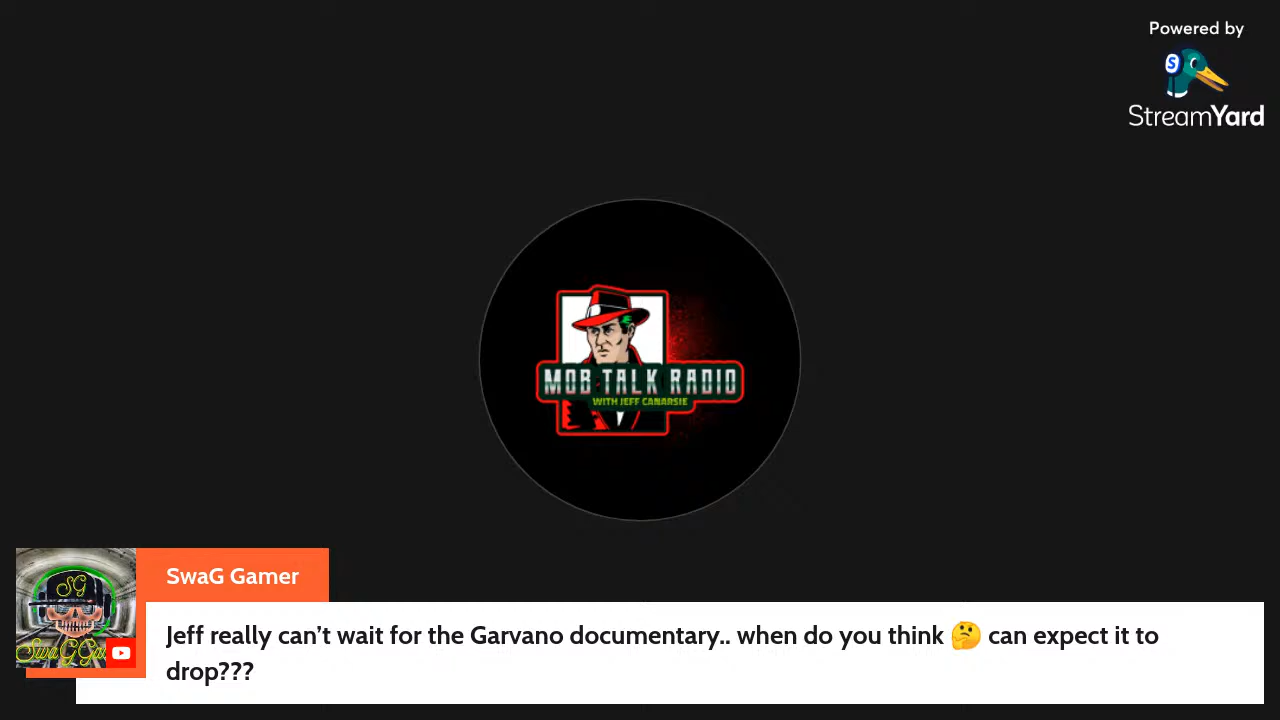 Powered by
S
StreamYard
MOB TALK RADIO
WITH JEFF CANARSIE
SG
SwaG Gamer
Jeff really can’t wait for the Garvano documentary.. when do you think 🤔 can expect it to
drop???